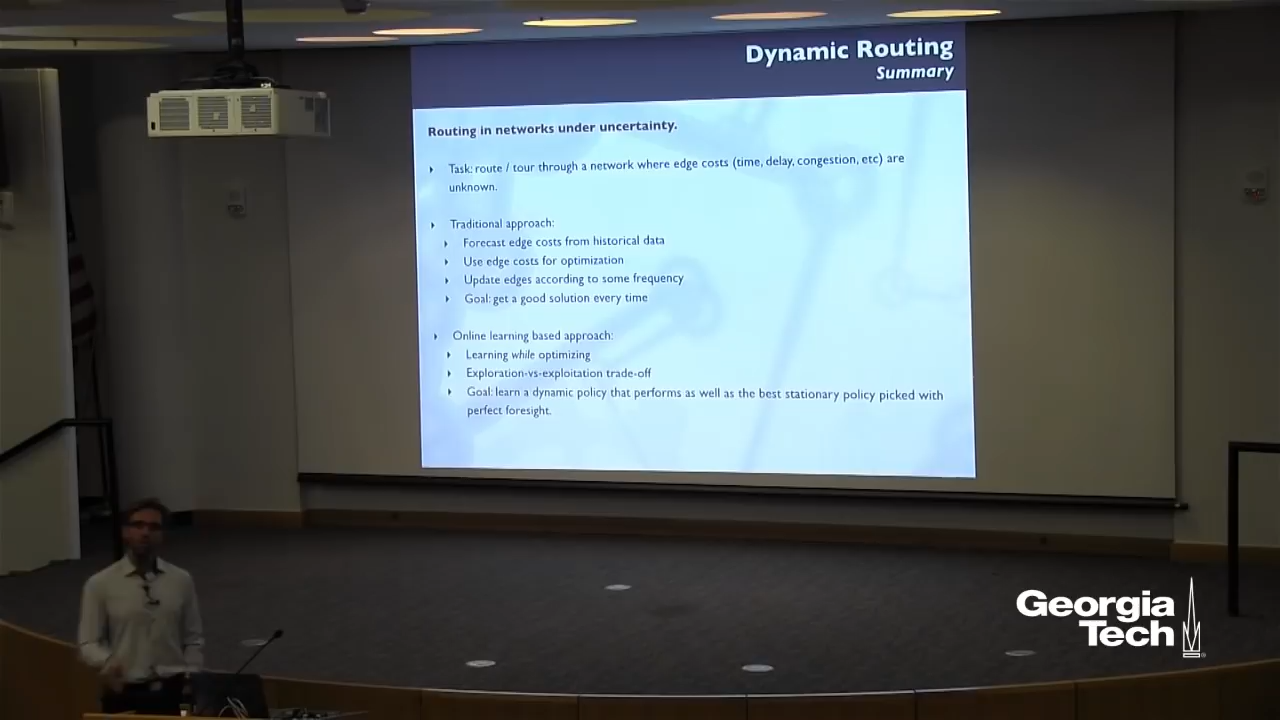 Dynamic Routing
Summary
Routing in networks under uncertainty.
Task: route / tour through a network where edge costs (time, delay, congestion, etc) are
unknown.
Traditional approach:
Forecast edge costs from historical data
Use edge costs for optimization
Update edges according to some frequency
Goal: get a good solution every time
Online learning based approach:
Learning while optimizing
Exploration-vs-exploitation trade-off
Goal: learn a dynamic policy that performs as well as the best stationary policy picked with
perfect foresight.
Georgia
Tech